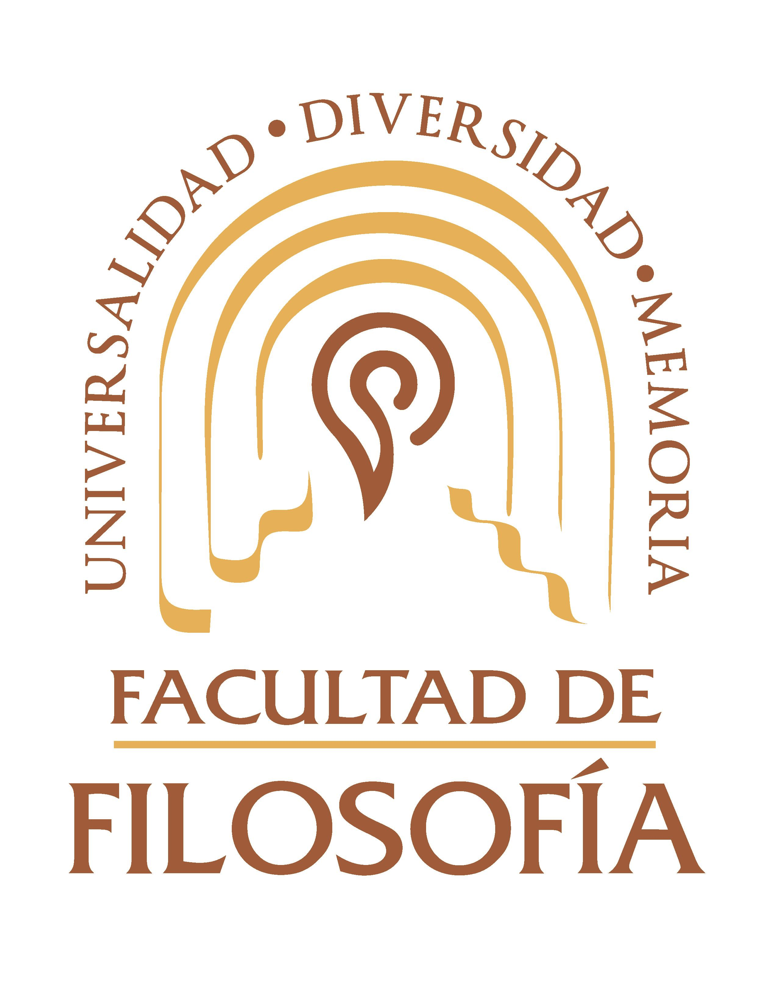 UNIVERSALIDAD • DIVERSIDAD • MEMORIA
FACULTAD DE
FILOSOFÍA